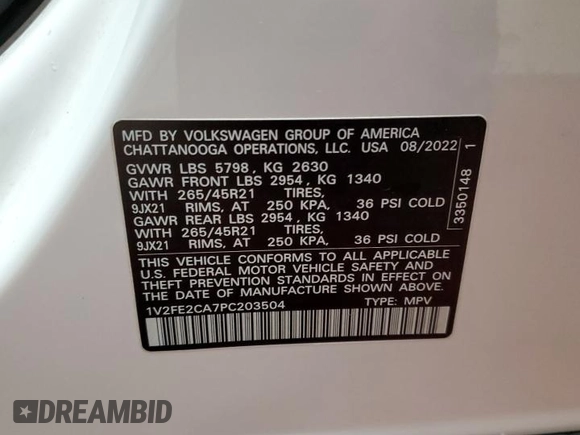 MFD BY VOLKSWAGEN GROUP OF AMERICA
CHATTANOOGA OPERATIONS, LLC. USA 08/2022
GVWR LBS 5798, KG 2630
GAWR FRONT LBS 2954, KG 1340
WITH 265/45R21 TIRES,
9JX21 RIMS, AT 250 KPA, 36 PSI COLD
GAWR REAR LBS 2954, KG 1340
WITH 265/45R21 TIRES,
9JX21 RIMS, AT 250 KPA, 36 PSI COLD
THIS VEHICLE CONFORMS TO ALL APPLICABLE
U.S. FEDERAL MOTOR VEHICLE SAFETY AND
THEFT PREVENTION STANDARDS IN EFFECT ON
THE DATE OF MANUFACTURE SHOWN ABOVE.
1V2FE2CA7PC203504 TYPE: MPV
3350148 1
DREAMBID